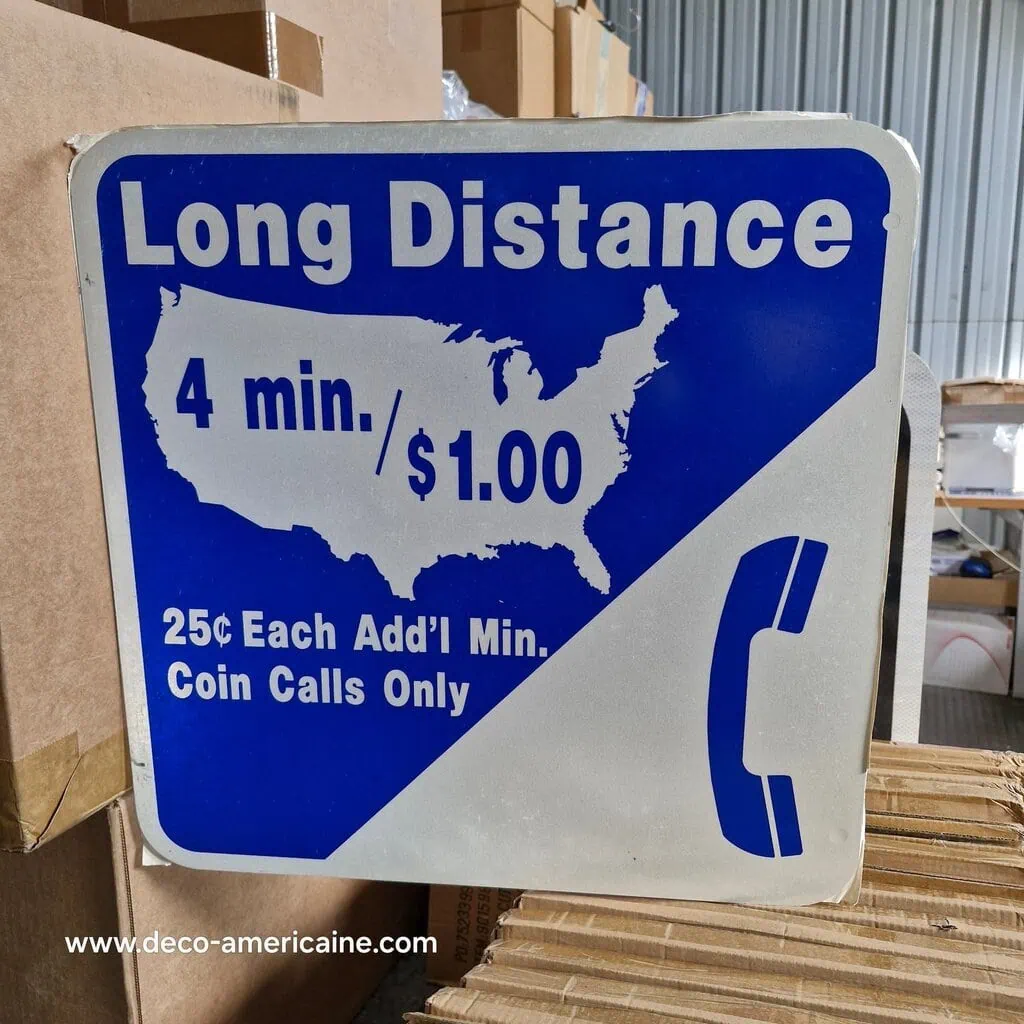 Long Distance
4 min./$1.00
25¢ Each Add'l Min.
Coin Calls Only
www.deco-americaine.com